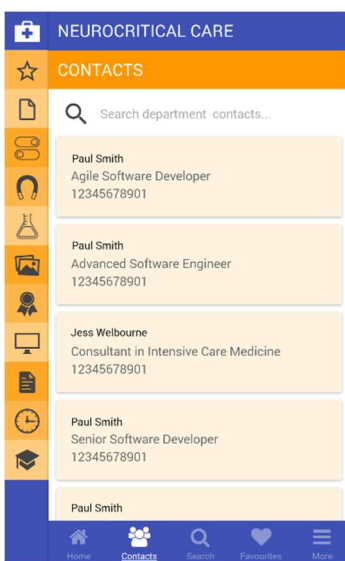 NEUROCRITICAL CARE
CONTACTS
Search department contacts...
Paul Smith
Agile Software Developer
12345678901
Paul Smith
Advanced Software Engineer
12345678901
Jess Welbourne
Consultant in Intensive Care Medicine
12345678901
Paul Smith
Senior Software Developer
12345678901
Paul Smith
Home Contacts Search Favourites More